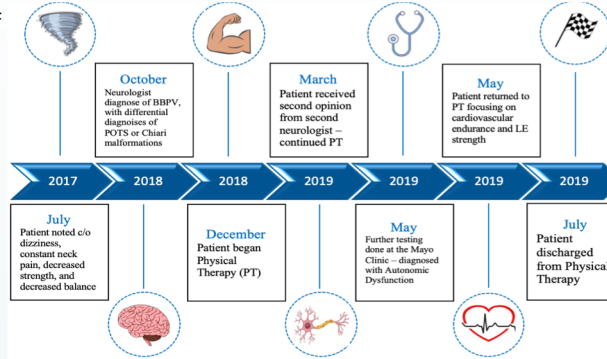 October
Neurologist
diagnose of BBPV,
with differential
diagnoises of
POTS or Chiari
malformations
March
Patient received
second opinion
from second
neurologist –
continued PT
May
Patient returned to
PT focusing on
cardiovascular
endurance and LE
strength
2017
2018
2018
2019
2019
2019
2019
July
Patient noted c/o
dizziness,
constant neck
pain, decreased
strength, and
decreased balance
December
Patient began
Physical
Therapy (PT)
May
Further testing
done at the Mayo
Clinic – diagnosed
with Autonomic
Dysfunction
July
Patient
discharged
from Physical
Therapy